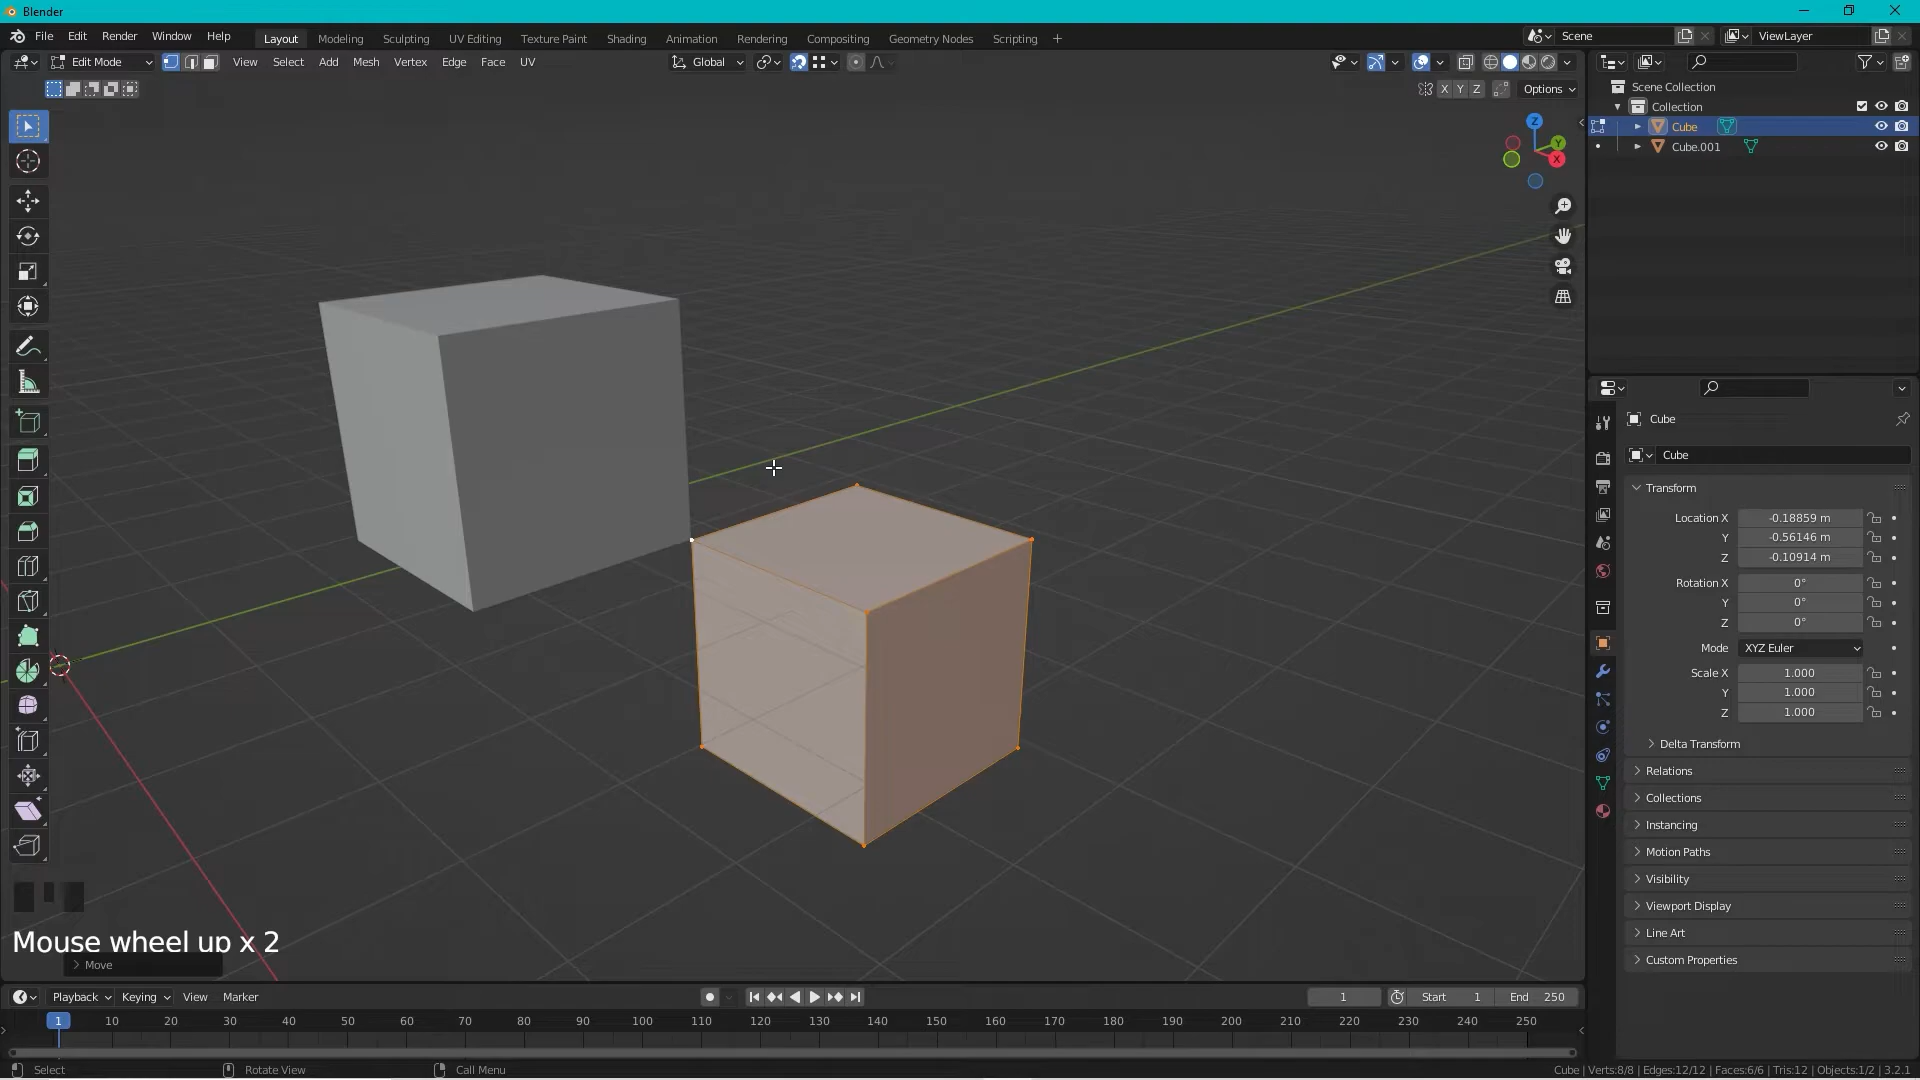 Blender
File Edit Render Window Help
Layout Modeling Sculpting UV Editing Texture Paint Shading Animation Rendering Compositing Geometry Nodes Scripting +
Scene
ViewLayer
Edit Mode
View Select Add Mesh Vertex Edge Face UV
Global
X Y Z
Options
Scene Collection
Collection
Cube
Cube.001
Z
Y
X
Cube
Cube
Transform
Location X -0.18859 m
Y -0.56146 m
Z -0.10914 m
Rotation X 0°
Y 0°
Z 0°
Mode XYZ Euler
Scale X 1.000
Y 1.000
Z 1.000
Delta Transform
Relations
Collections
Instancing
Motion Paths
Visibility
Viewport Display
Line Art
Custom Properties
Mouse wheel up x 2
Move
Playback Keying View Marker
1
Start 1
End 250
1 10 20 30 40 50 60 70 80 90 100 110 120 130 140 150 160 170 180 190 200 210 220 230 240 250
Select
Rotate View
Call Menu
Cube | Verts:8/8 | Edges:12/12 | Faces:6/6 | Tris:12 | Objects:1/2 | 3.2.1